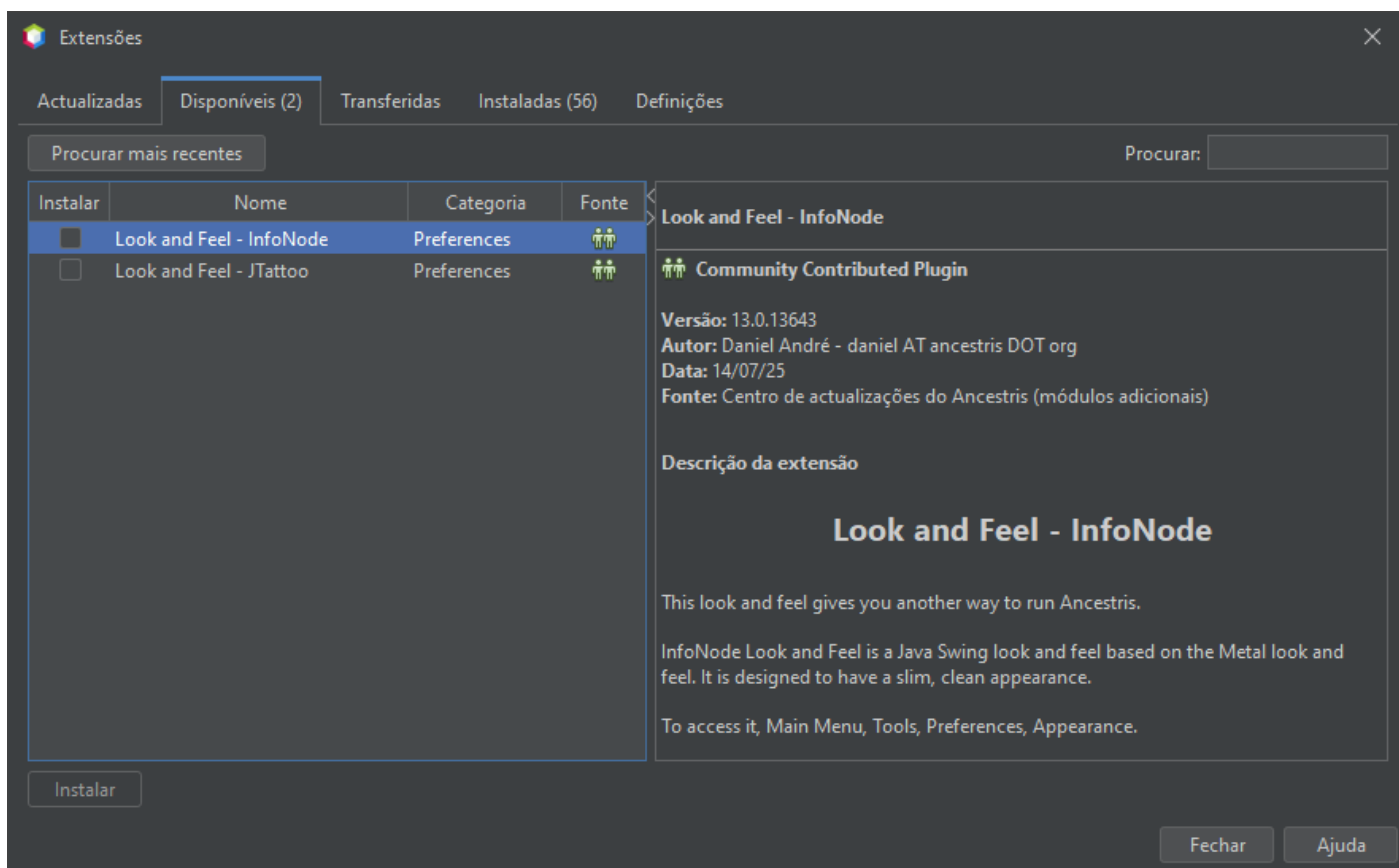 Extensões
Actualizadas
Disponíveis (2)
Transferidas
Instaladas (56)
Definições
Procurar mais recentes
Procurar:
Instalar Nome Categoria Fonte
Look and Feel - InfoNode Preferences
Look and Feel - JTattoo Preferences
Look and Feel - InfoNode
Community Contributed Plugin
Versão: 13.0.13643
Autor: Daniel André - daniel AT ancestris DOT org
Data: 14/07/25
Fonte: Centro de actualizações do Ancestris (módulos adicionais)
Descrição da extensão
Look and Feel - InfoNode
This look and feel gives you another way to run Ancestris.
InfoNode Look and Feel is a Java Swing look and feel based on the Metal look and
feel. It is designed to have a slim, clean appearance.
To access it, Main Menu, Tools, Preferences, Appearance.
Instalar
Fechar
Ajuda